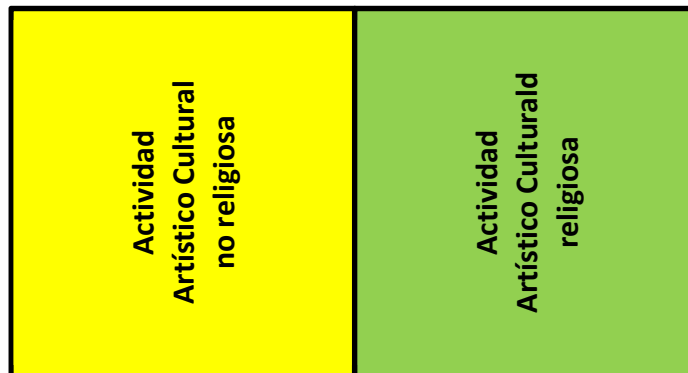 Actividad
Artístico Cultural
no religiosa
Actividad
Artístico Culturald
religiosa